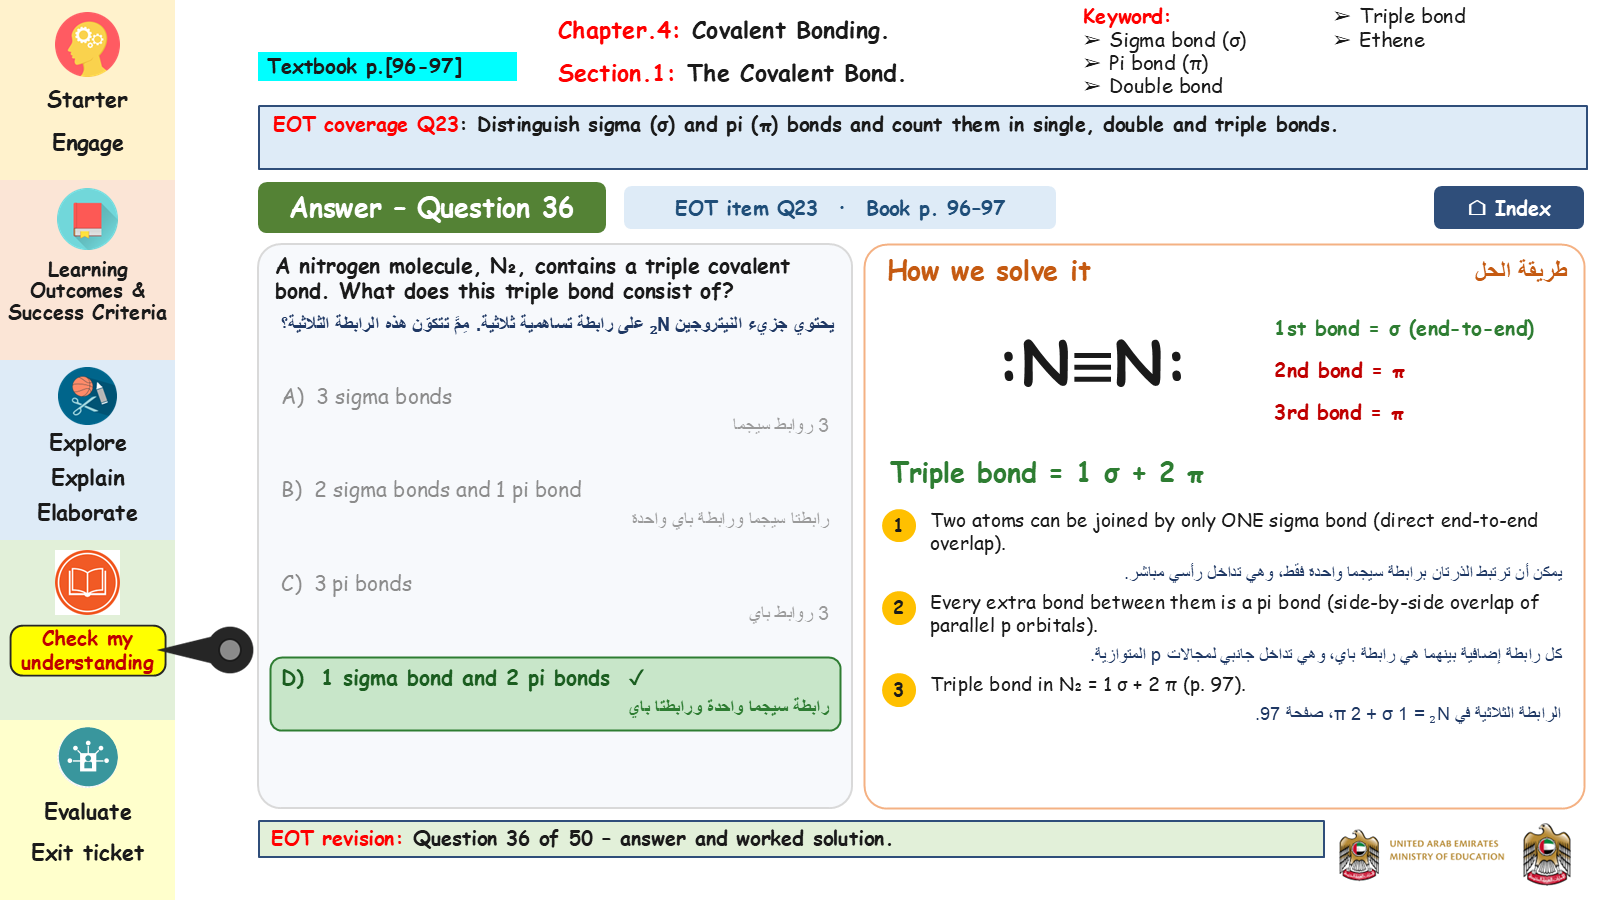 Starter
Engage
Learning
Outcomes &
Success Criteria
Explore
Explain
Elaborate
Check my
understanding
Evaluate
Exit ticket
Textbook p.[96-97]
Chapter.4: Covalent Bonding.
Section.1: The Covalent Bond.
Keyword:
➢ Sigma bond (σ)
➢ Pi bond (π)
➢ Double bond
➢ Triple bond
➢ Ethene
EOT coverage Q23: Distinguish sigma (σ) and pi (π) bonds and count them in single, double and triple bonds.
Answer – Question 36
EOT item Q23 · Book p. 96–97
☖ Index
A nitrogen molecule, N₂, contains a triple covalent
bond. What does this triple bond consist of?
يحتوي جزيء النيتروجين N₂ على رابطة تساهمية ثلاثية. مِمَّ تتكوّن هذه الرابطة الثلاثية؟
A) 3 sigma bonds
3 روابط سيجما
B) 2 sigma bonds and 1 pi bond
رابطتا سيجما ورابطة باي واحدة
C) 3 pi bonds
3 روابط باي
D) 1 sigma bond and 2 pi bonds ✓
رابطة سيجما واحدة ورابطتا باي
How we solve it
طريقة الحل
:N≡N:
1st bond = σ (end-to-end)
2nd bond = π
3rd bond = π
Triple bond = 1 σ + 2 π
1 Two atoms can be joined by only ONE sigma bond (direct end-to-end
overlap).
يمكن أن ترتبط الذرتان برابطة سيجما واحدة فقط، وهي تداخل رأسي مباشر.
2 Every extra bond between them is a pi bond (side-by-side overlap of
parallel p orbitals).
كل رابطة إضافية بينهما هي رابطة باي، وهي تداخل جانبي لمجالات p المتوازية.
3 Triple bond in N₂ = 1 σ + 2 π (p. 97).
الرابطة الثلاثية في N₂ = 1 σ + 2 π، صفحة 97.
EOT revision: Question 36 of 50 – answer and worked solution.
UNITED ARAB EMIRATES
MINISTRY OF EDUCATION